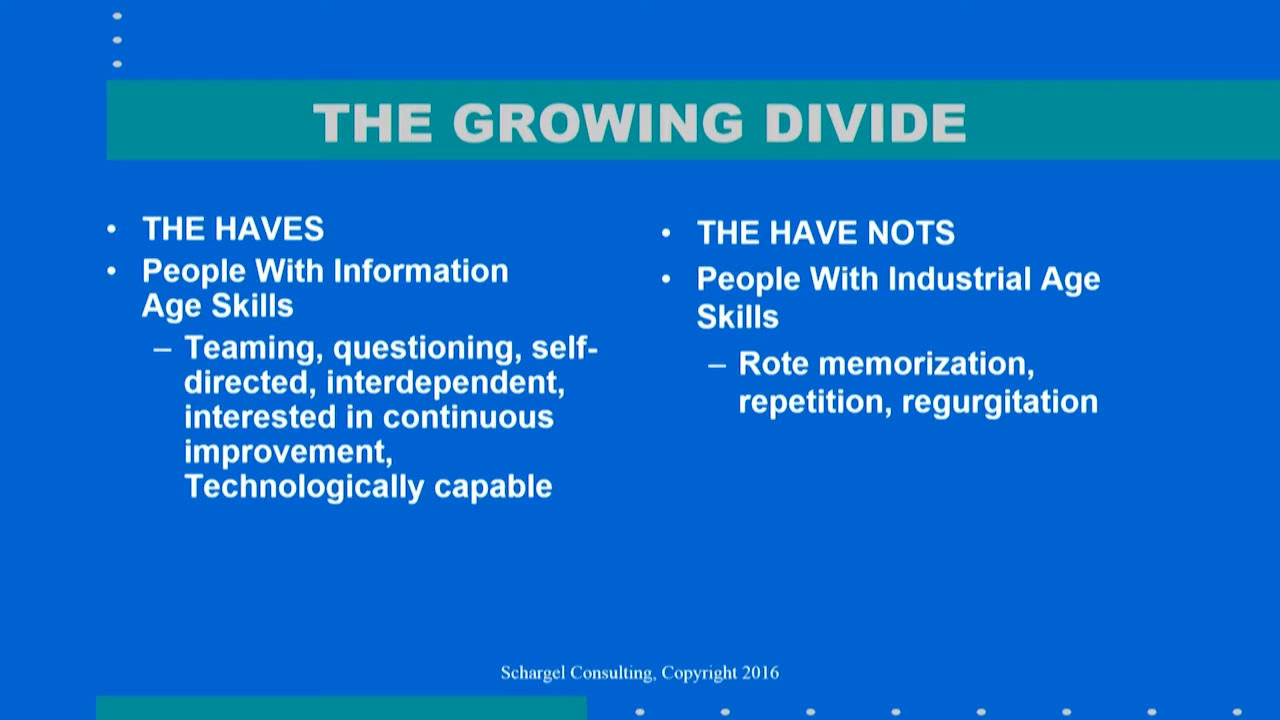 THE GROWING DIVIDE
• THE HAVES
• People With Information
Age Skills
– Teaming, questioning, self-
directed, interdependent,
interested in continuous
improvement,
Technologically capable
• THE HAVE NOTS
• People With Industrial Age
Skills
– Rote memorization,
repetition, regurgitation
Schargel Consulting, Copyright 2016